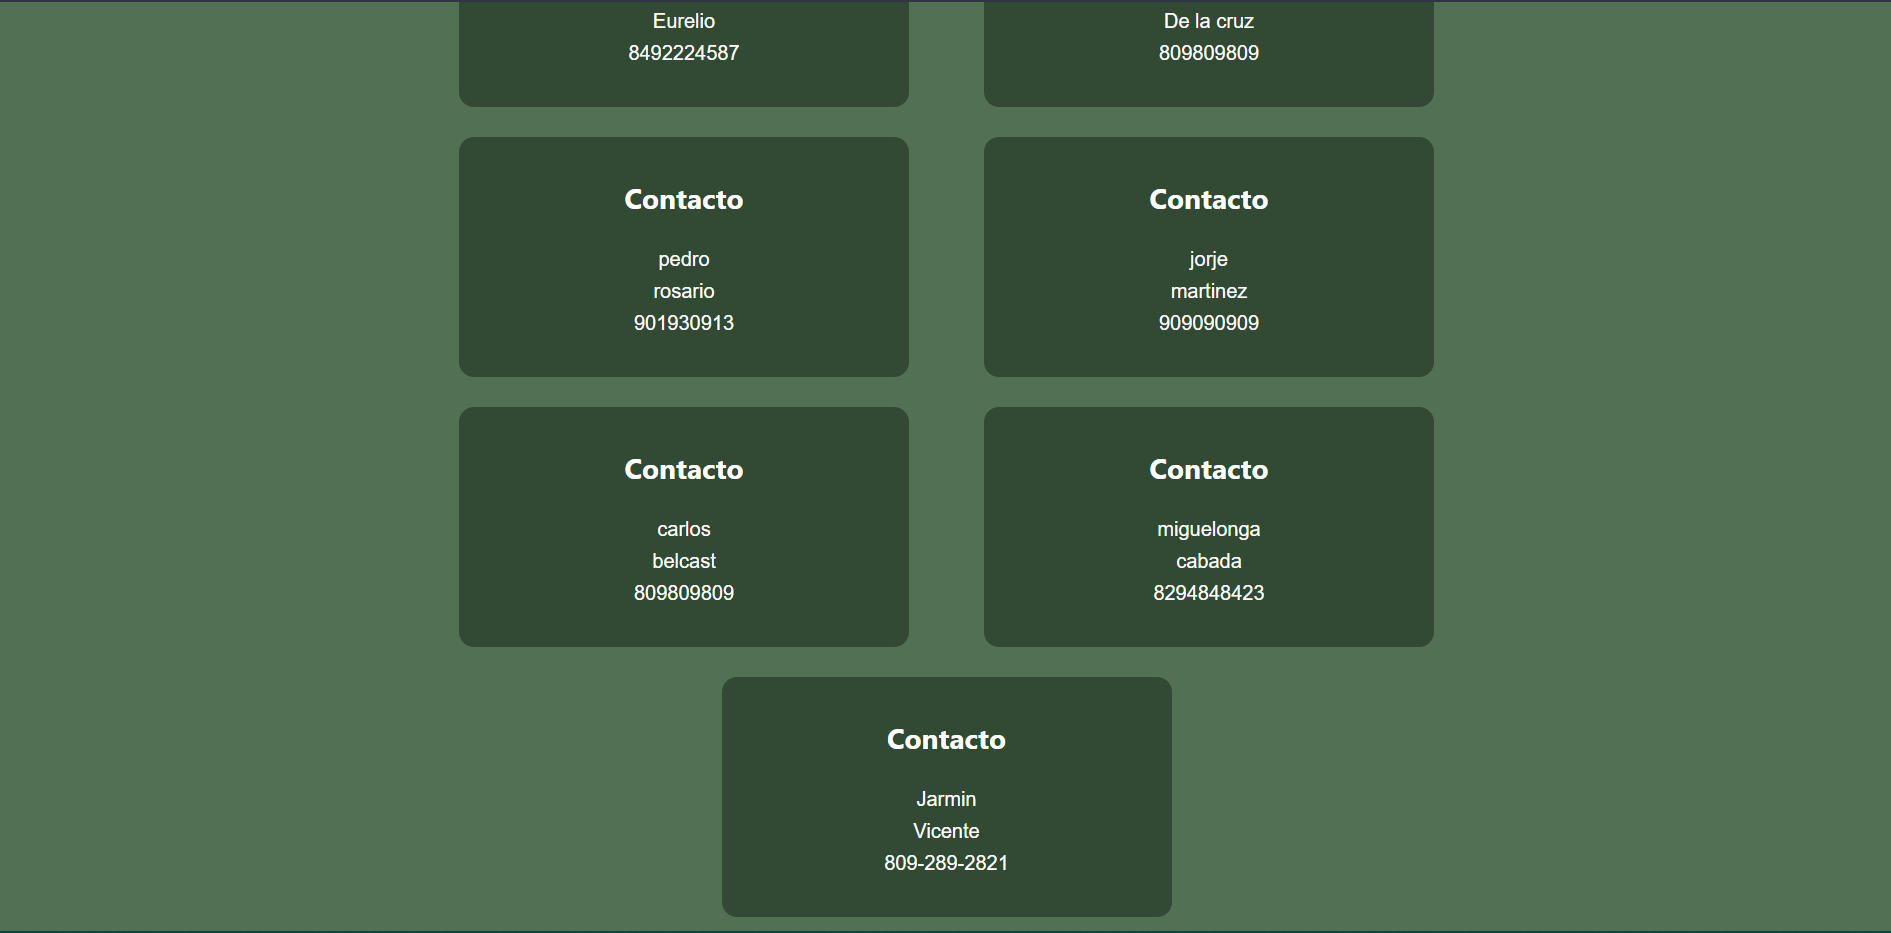 Eurelio
8492224587
De la cruz
809809809
Contacto
pedro
rosario
901930913
Contacto
jorje
martinez
909090909
Contacto
carlos
belcast
809809809
Contacto
miguelonga
cabada
8294848423
Contacto
Jarmin
Vicente
809-289-2821